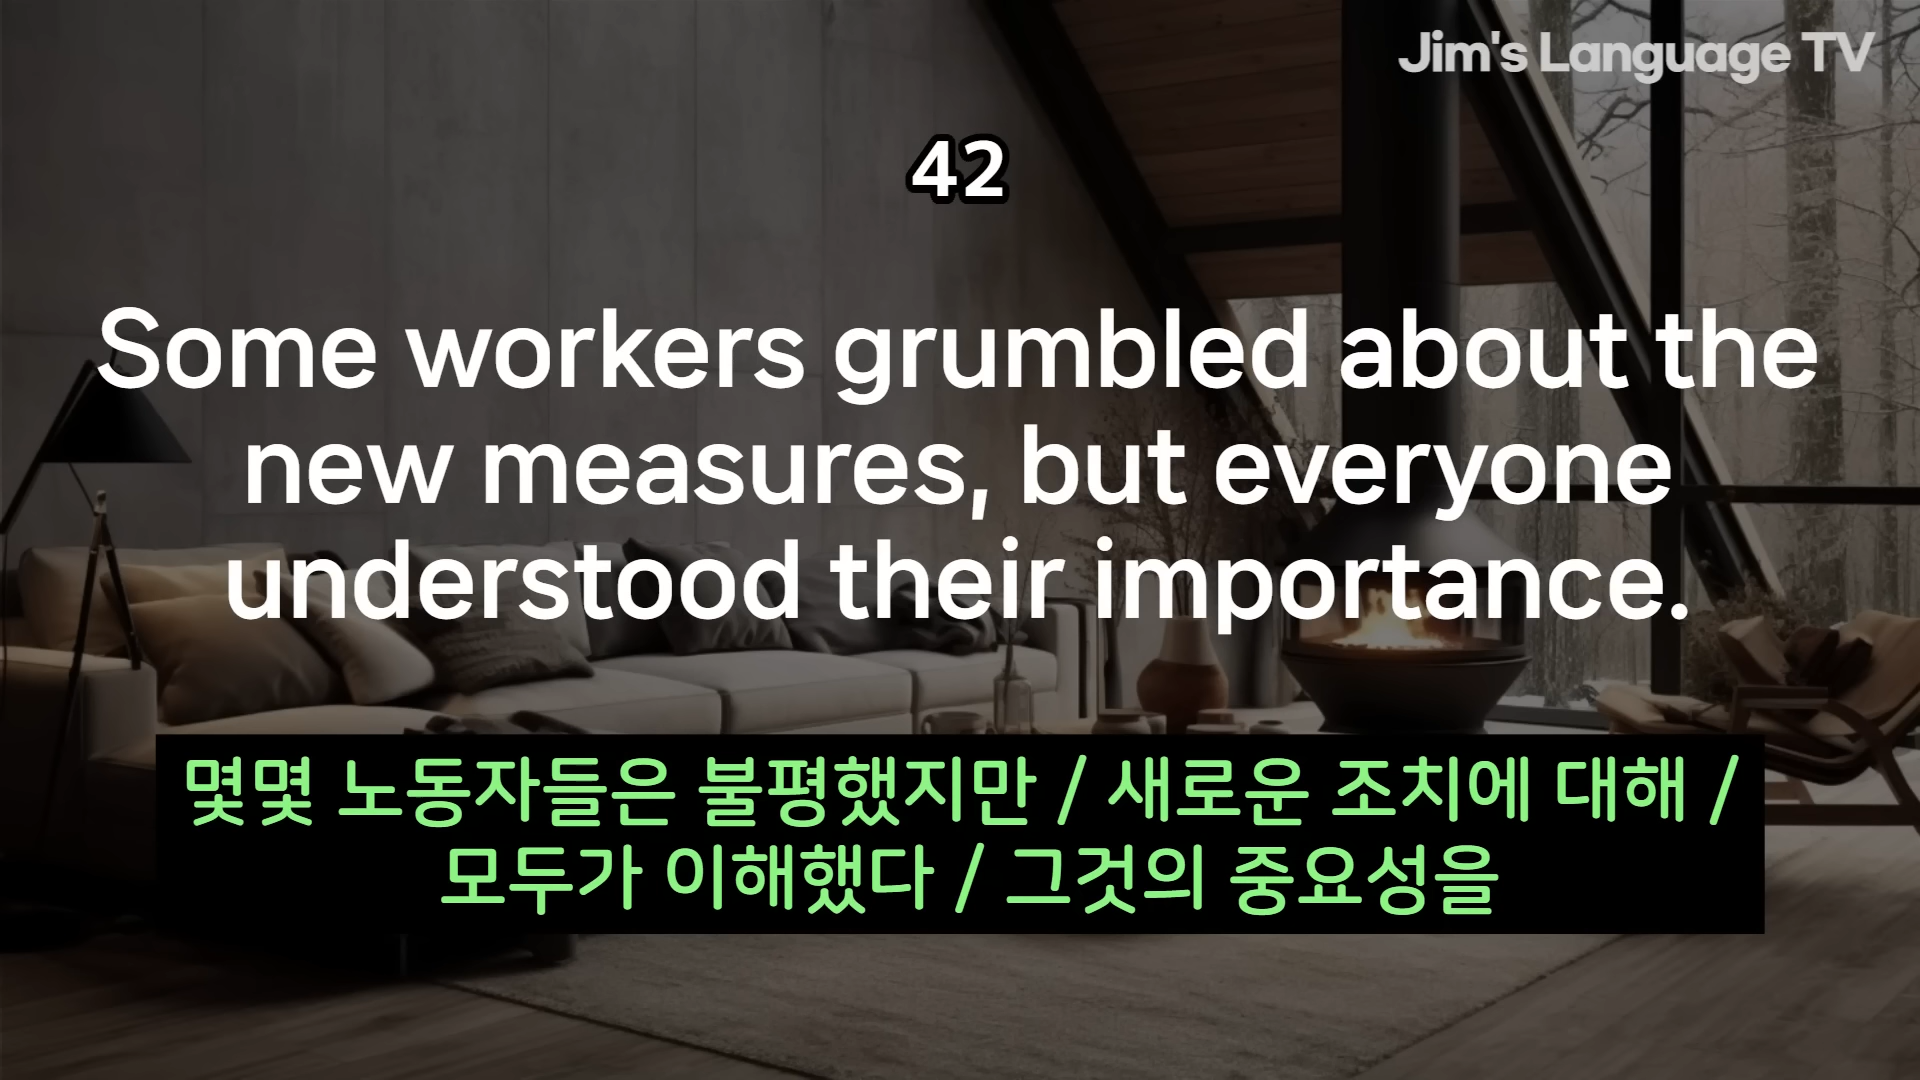 Jim's Language TV
42
Some workers grumbled about the
new measures, but everyone
understood their importance.
몇몇 노동자들은 불평했지만 / 새로운 조치에 대해 /
모두가 이해했다 / 그것의 중요성을